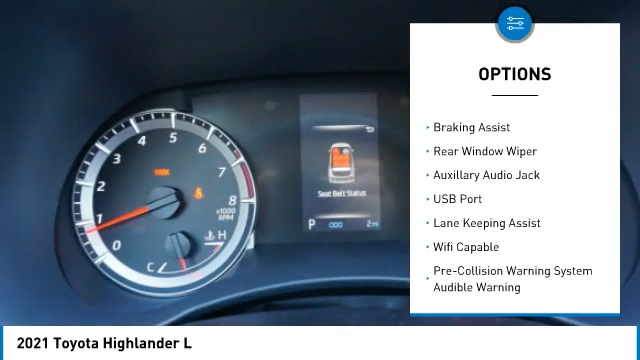 OPTIONS
Braking Assist
Rear Window Wiper
Auxillary Audio Jack
USB Port
Lane Keeping Assist
Wifi Capable
Pre-Collision Warning System
Audible Warning
0
1
2
3
4
5
6
7
8
x1000
RPM
PARK
C
H
Seat Belt Status
P
2m
2021 Toyota Highlander L